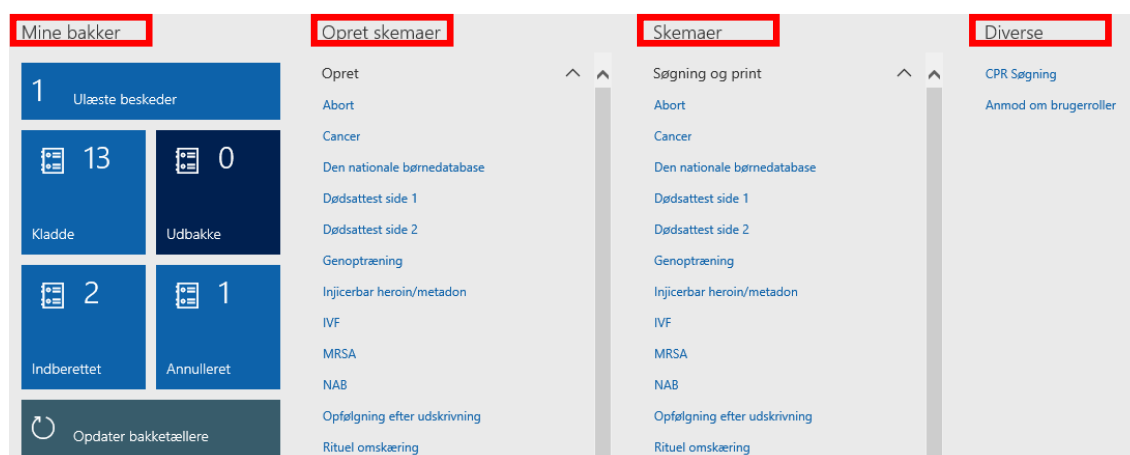 Mine bakker
1 Ulæste beskeder
13
Kladde
0
Udbakke
2
Indberettet
1
Annulleret
Opdater bakketællere
Opret skemaer
Opret
Abort
Cancer
Den nationale børnedatabase
Dødsattest side 1
Dødsattest side 2
Genoptræning
Injicerbar heroin/metadon
IVF
MRSA
NAB
Opfølgning efter udskrivning
Rituel omskæring
Skemaer
Søgning og print
Abort
Cancer
Den nationale børnedatabase
Dødsattest side 1
Dødsattest side 2
Genoptræning
Injicerbar heroin/metadon
IVF
MRSA
NAB
Opfølgning efter udskrivning
Rituel omskæring
Diverse
CPR Søgning
Anmod om brugerroller